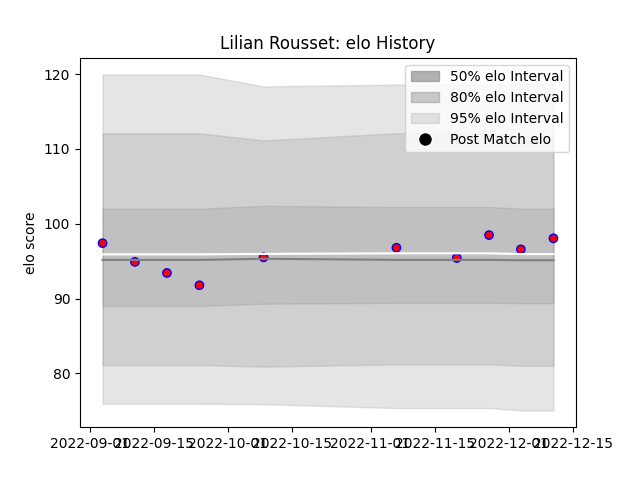 Lilian Rousset: elo History
50% elo Interval
80% elo Interval
95% elo Interval
Post Match elo
elo score
120
110
100
90
80
2022-09-01 2022-09-15 2022-10-01 2022-10-15 2022-11-01 2022-11-15 2022-12-01 2022-12-15